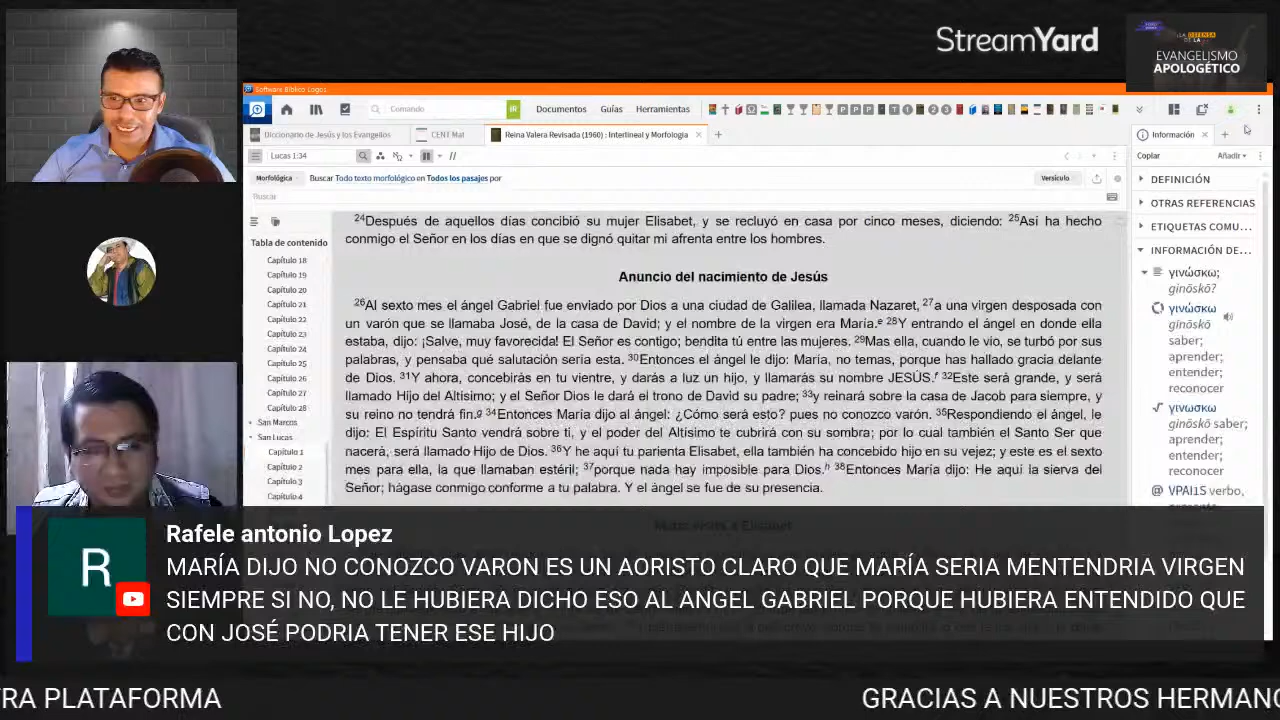 StreamYard
LA DEFENSA
DE LA
EVANGELISMO
APOLOGÉTICO
Software Bíblico Logos
Comando
Documentos Guías Herramientas
Diccionario de Jesús y los Evangelios
CENT Mat
Reina Valera Revisada (1960) : Interlineal y Morfología
Información
Lucas 1:34
Copiar Añadir
Morfológica Buscar Todo texto morfológico en Todos los pasajes por Versículo
Buscar
DEFINICIÓN
OTRAS REFERENCIAS
ETIQUETAS COMU...
INFORMACIÓN DE...
γινώσκω;
ginōskō?
γινώσκω
ginōskō
saber;
aprender;
entender;
reconocer
γινωσκω
ginōskō saber;
aprender;
entender;
reconocer
@ VPAI1S verbo,
Tabla de contenido
Capítulo 18
Capítulo 19
Capítulo 20
Capítulo 21
Capítulo 22
Capítulo 23
Capítulo 24
Capítulo 25
Capítulo 26
Capítulo 27
Capítulo 28
San Marcos
San Lucas
Capítulo 1
Capítulo 2
Capítulo 3
Capítulo 4
24Después de aquellos días concibió su mujer Elisabet, y se recluyó en casa por cinco meses, diciendo: 25Así ha hecho
conmigo el Señor en los días en que se dignó quitar mi afrenta entre los hombres.
Anuncio del nacimiento de Jesús
26Al sexto mes el ángel Gabriel fue enviado por Dios a una ciudad de Galilea, llamada Nazaret, 27a una virgen desposada con
un varón que se llamaba José, de la casa de David; y el nombre de la virgen era María.e 28Y entrando el ángel en donde ella
estaba, dijo: ¡Salve, muy favorecida! El Señor es contigo; bendita tú entre las mujeres. 29Mas ella, cuando le vio, se turbó por sus
palabras, y pensaba qué salutación sería esta. 30Entonces el ángel le dijo: María, no temas, porque has hallado gracia delante
de Dios. 31Y ahora, concebirás en tu vientre, y darás a luz un hijo, y llamarás su nombre JESÚS.f 32Este será grande, y será
llamado Hijo del Altísimo; y el Señor Dios le dará el trono de David su padre; 33y reinará sobre la casa de Jacob para siempre, y
su reino no tendrá fin.g 34Entonces María dijo al ángel: ¿Cómo será esto? pues no conozco varón. 35Respondiendo el ángel, le
dijo: El Espíritu Santo vendrá sobre ti, y el poder del Altísimo te cubrirá con su sombra; por lo cual también el Santo Ser que
nacerá, será llamado Hijo de Dios. 36Y he aquí tu parienta Elisabet, ella también ha concebido hijo en su vejez; y este es el sexto
mes para ella, la que llamaban estéril; 37porque nada hay imposible para Dios.h 38Entonces María dijo: He aquí la sierva del
Señor; hágase conmigo conforme a tu palabra. Y el ángel se fue de su presencia.
María visita a Elisabet
R
Rafele antonio Lopez
MARÍA DIJO NO CONOZCO VARON ES UN AORISTO CLARO QUE MARÍA SERIA MENTENDRIA VIRGEN
SIEMPRE SI NO, NO LE HUBIERA DICHO ESO AL ANGEL GABRIEL PORQUE HUBIERA ENTENDIDO QUE
CON JOSÉ PODRIA TENER ESE HIJO
TRA PLATAFORMA GRACIAS A NUESTROS HERMANO